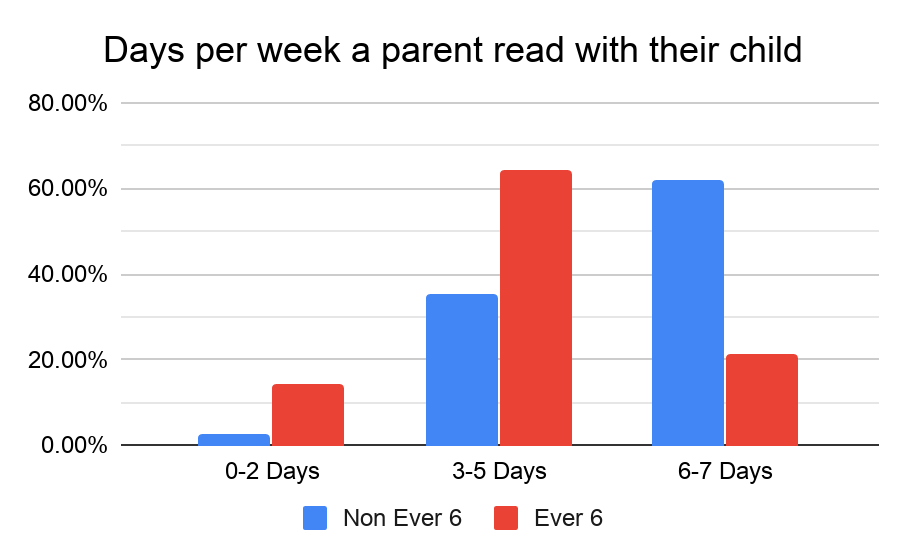 Days per week a parent read with their child
80.00%
60.00%
40.00%
20.00%
0.00%
0-2 Days 3-5 Days 6-7 Days
Non Ever 6 Ever 6